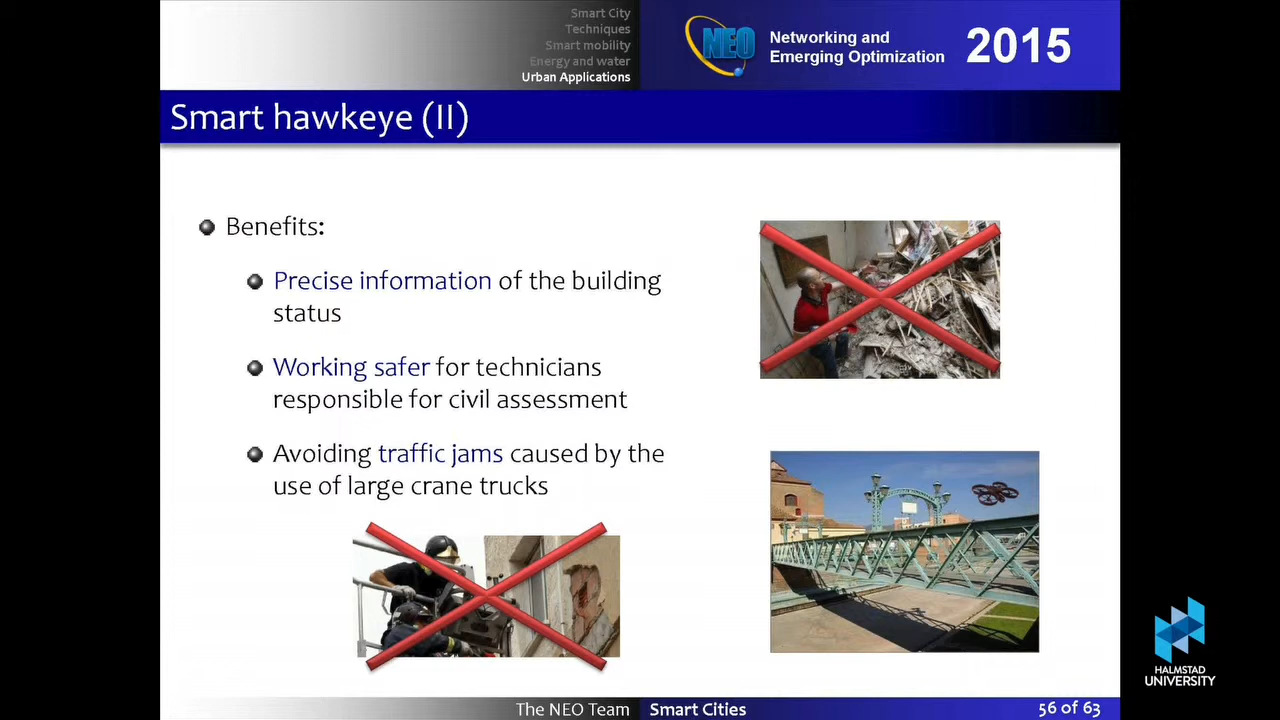 Smart City
Techniques
Smart mobility
Energy and water
Urban Applications
NEO
Networking and
Emerging Optimization
2015
Smart hawkeye (II)
Benefits:
Precise information of the building
status
Working safer for technicians
responsible for civil assessment
Avoiding traffic jams caused by the
use of large crane trucks
The NEO Team
Smart Cities
56 of 63
HALMSTAD
UNIVERSITY